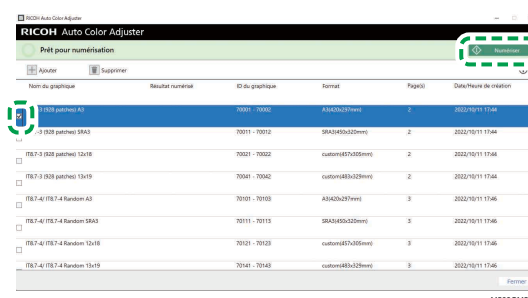 RICOH Auto Color Adjuster
RICOH Auto Color Adjuster
Prêt pour numérisation
Numériser
Ajouter Supprimer
Nom du graphique Résultat numérisé ID du graphique Format Page(s) Date/Heure de création
-3 (928 patches) A3 70001 - 70002 A3(420x297mm) 2 2022/10/11 17:44
-3 (928 patches) SRA3 70011 - 70012 SRA3(450x320mm) 2 2022/10/11 17:44
IT8.7-3 (928 patches) 12x18 70021 - 70022 custom(457x305mm) 2 2022/10/11 17:44
IT8.7-3 (928 patches) 13x19 70041 - 70042 custom(483x329mm) 2 2022/10/11 17:44
IT8.7-4/ IT8.7-4 Random A3 70101 - 70103 A3(420x297mm) 3 2022/10/11 17:46
IT8.7-4/ IT8.7-4 Random SRA3 70111 - 70113 SRA3(450x320mm) 3 2022/10/11 17:46
IT8.7-4/ IT8.7-4 Random 12x18 70121 - 70123 custom(457x305mm) 3 2022/10/11 17:46
IT8.7-4/ IT8.7-4 Random 13x19 70141 - 70143 custom(483x329mm) 3 2022/10/11 17:46
Fermer